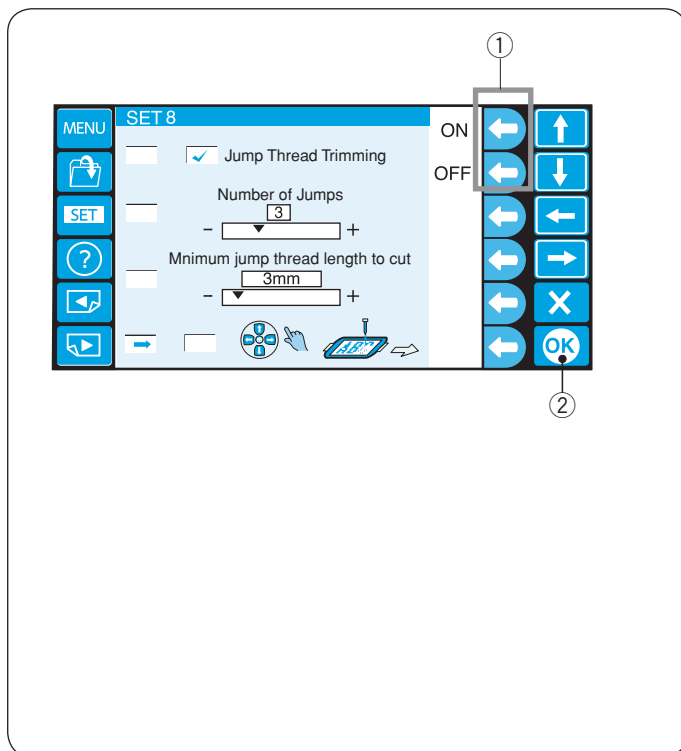 ①
MENU
SET 8
ON
Jump Thread Trimming
OFF
Number of Jumps
SET
3
- +
?
Mnimum jump thread length to cut
3mm
- +
X
ABC
OK
②